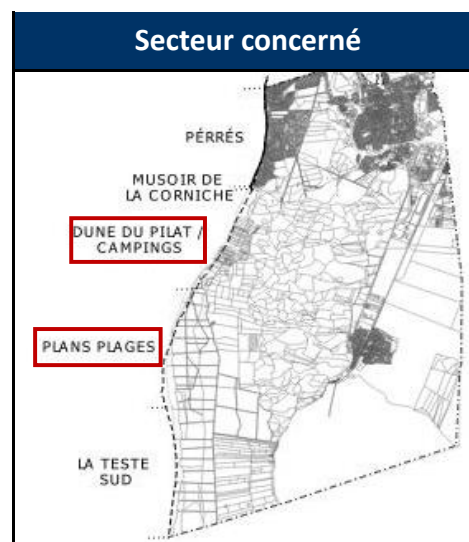 Secteur concerné
PÉRRÉS
MUSOIR DE
LA CORNICHE
DUNE DU PILAT /
CAMPINGS
PLANS PLAGES
LA TESTE
SUD